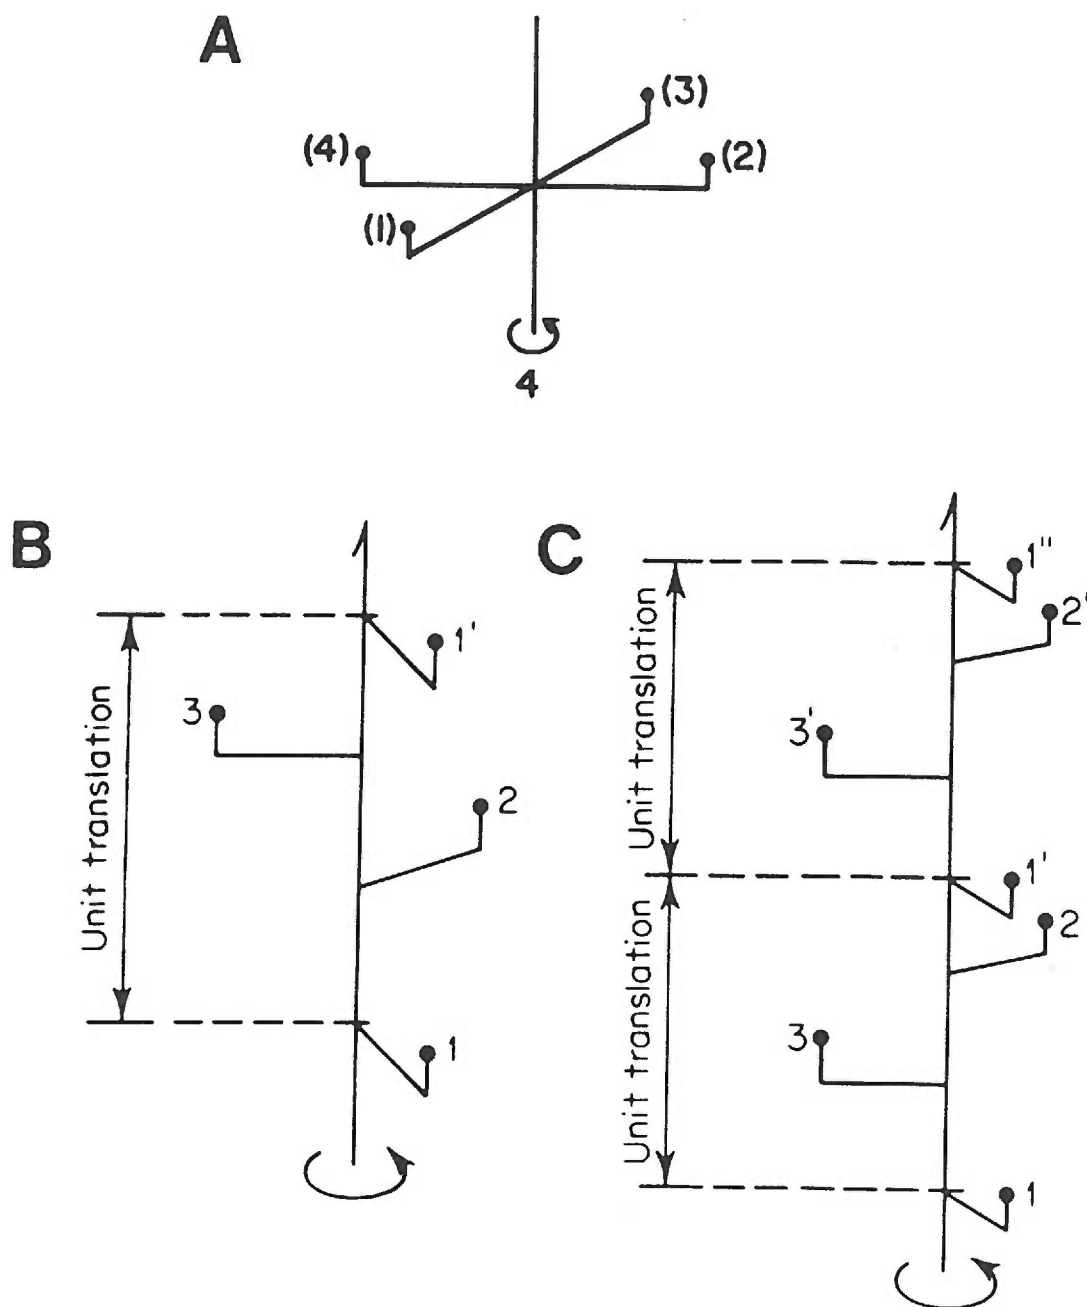 A
(3)
(4)
(2)
(1)
4
B
1'
3
2
1
Unit translation
C
1"
2'
3'
1'
2
3
1
Unit translation
Unit translation